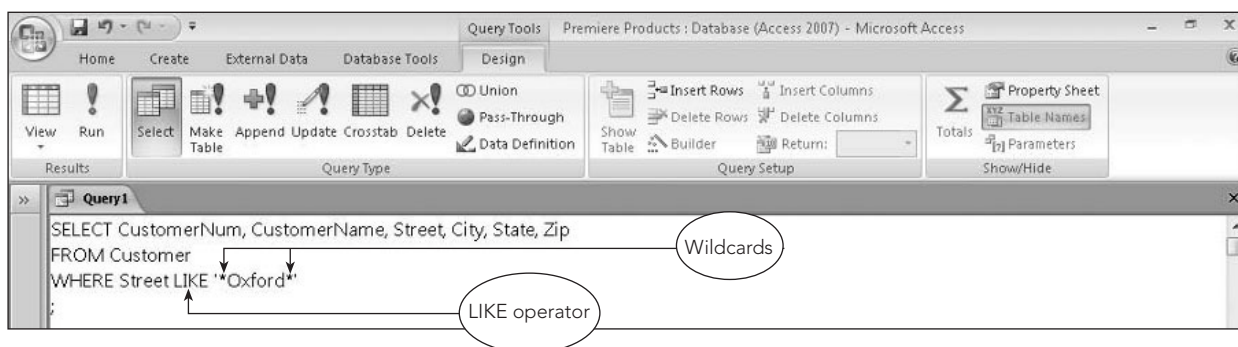 Query Tools Premiere Products : Database (Access 2007) - Microsoft Access
Home Create External Data Database Tools Design
View Run Select Make Table Append Update Crosstab Delete
Union
Pass-Through
Data Definition
Show Table
Insert Rows
Delete Rows
Builder
Insert Columns
Delete Columns
Return:
Σ
Totals
Property Sheet
XYZ
Table Names
[?] Parameters
Results Query Type Query Setup Show/Hide
» Query1 x
SELECT CustomerNum, CustomerName, Street, City, State, Zip
FROM Customer
WHERE Street LIKE '*Oxford*'
;
Wildcards
LIKE operator